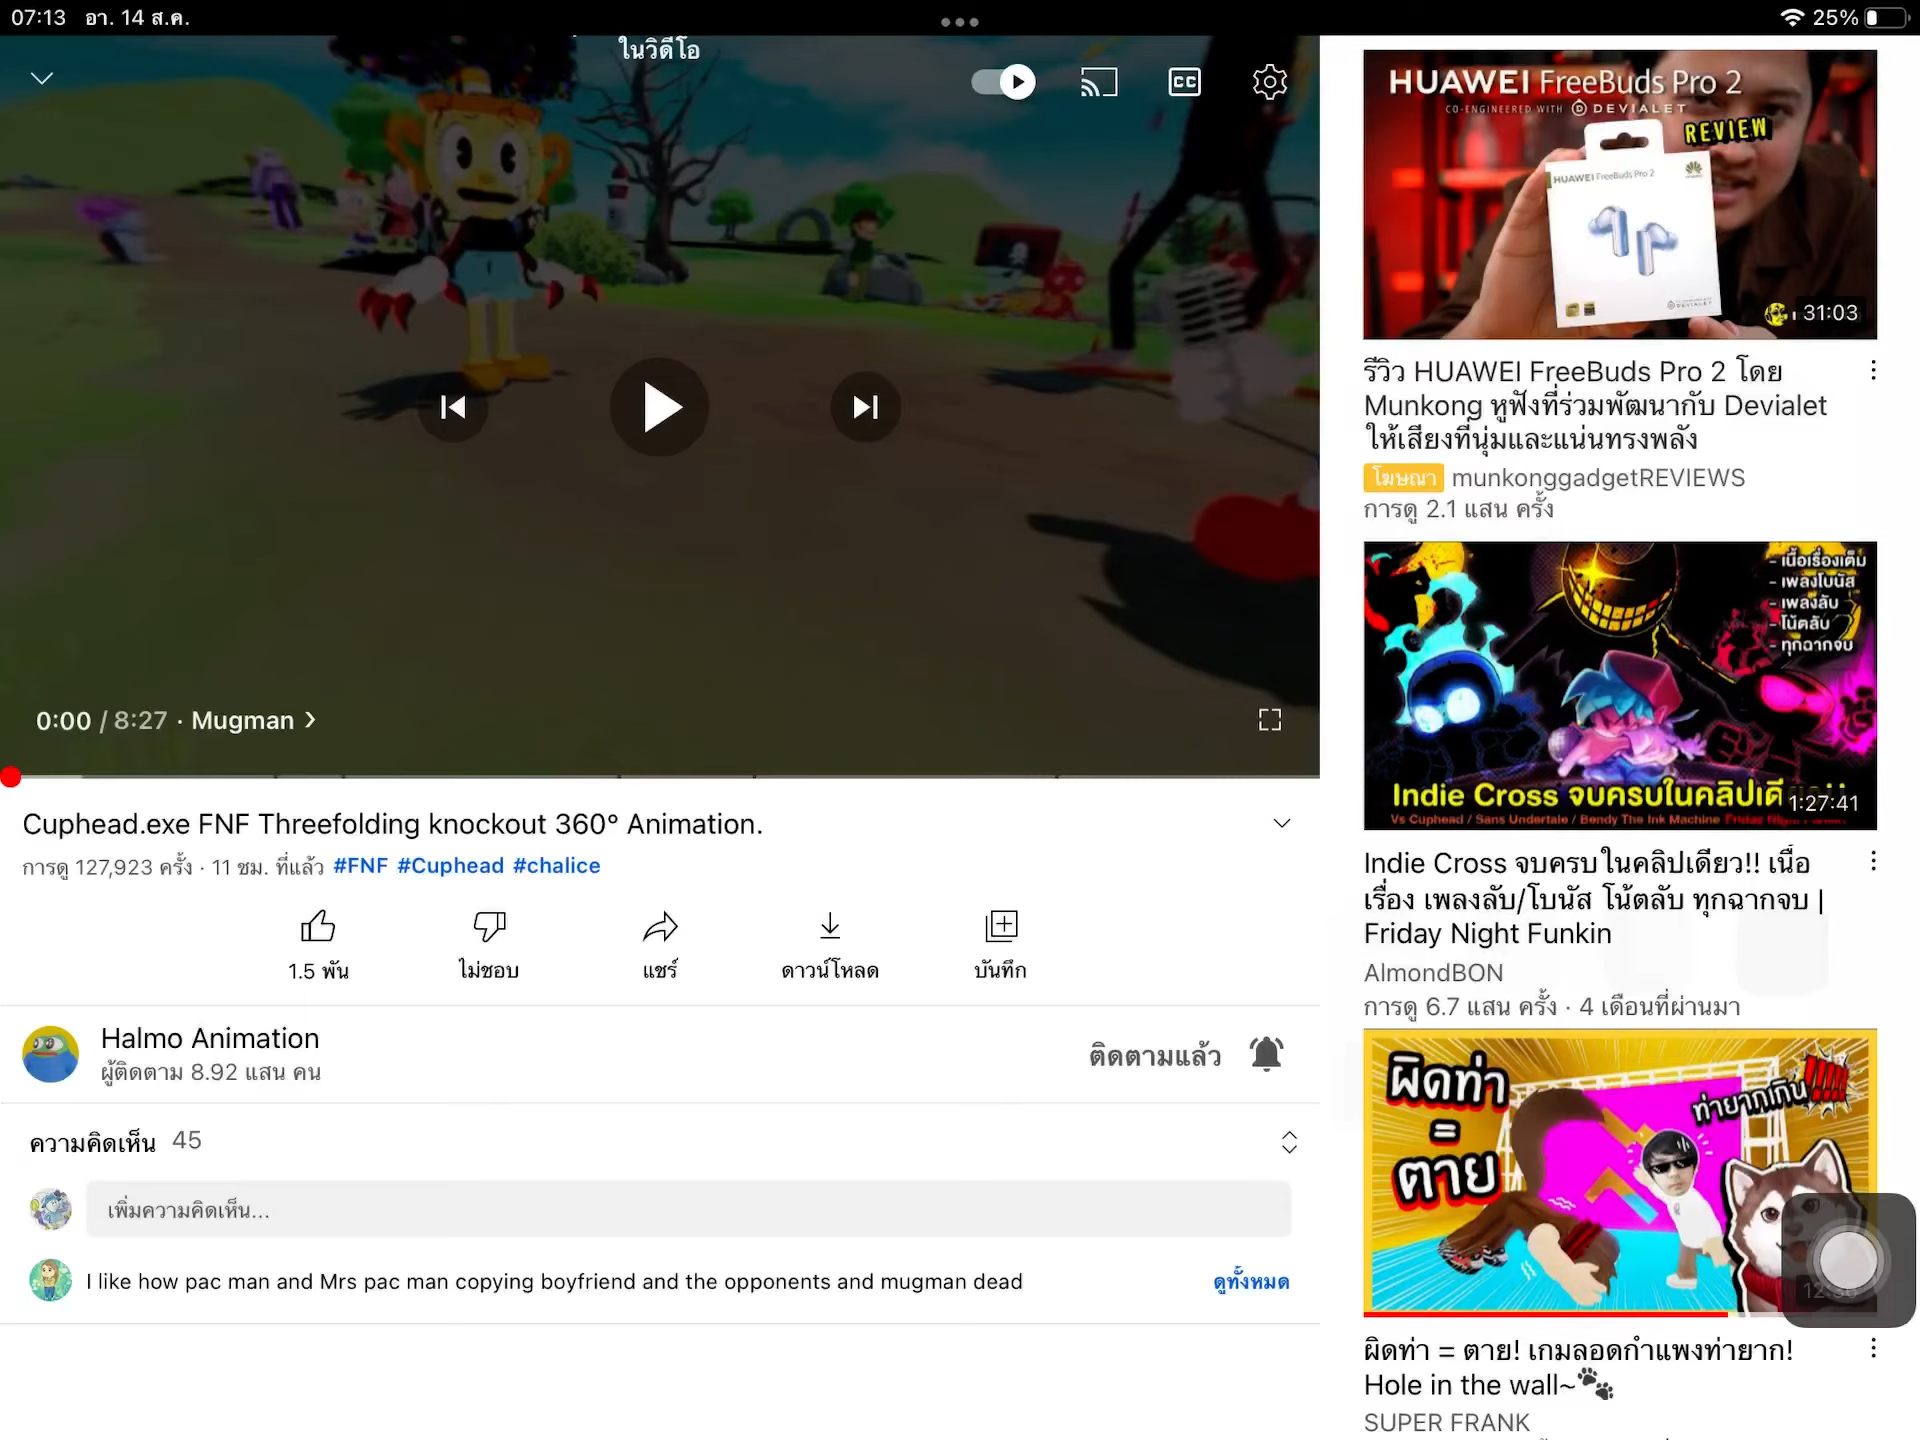 07:13 อา. 14 ส.ค.
25%
ในวิดีโอ
CC
0:00 / 8:27 · Mugman
Cuphead.exe FNF Threefolding knockout 360° Animation.
การดู 127,923 ครั้ง · 11 ชม. ที่แล้ว #FNF #Cuphead #chalice
1.5 พัน
ไม่ชอบ
แชร์
ดาวน์โหลด
บันทึก
Halmo Animation
ผู้ติดตาม 8.92 แสน คน
ติดตามแล้ว
ความคิดเห็น 45
เพิ่มความคิดเห็น...
I like how pac man and Mrs pac man copying boyfriend and the opponents and mugman dead
ดูทั้งหมด
HUAWEI FreeBuds Pro 2
CO-ENGINEERED WITH DEVIALET
REVIEW
HUAWEI FreeBuds Pro 2
31:03
รีวิว HUAWEI FreeBuds Pro 2 โดย
Munkong หูฟังที่ร่วมพัฒนากับ Devialet
ให้เสียงที่นุ่มและแน่นทรงพลัง
โฆษณา munkonggadgetREVIEWS
การดู 2.1 แสน ครั้ง
- เนื้อเรื่องเต็ม
- เพลงโบนัส
- เพลงลับ
- โน้ตลับ
- ทุกฉากจบ
Indie Cross จบครบในคลิปเดีย
1:27:41
Vs Cuphead / Sans Undertale / Bendy The Ink Machine Friday Night Funkin
Indie Cross จบครบในคลิปเดียว!! เนื้อ
เรื่อง เพลงลับ/โบนัส โน้ตลับ ทุกฉากจบ |
Friday Night Funkin
AlmondBON
การดู 6.7 แสน ครั้ง · 4 เดือนที่ผ่านมา
ผิดท่า
=
ตาย
ท่ายากเกิน!!!!
ผิดท่า = ตาย! เกมลอดกำแพงท่ายาก!
Hole in the wall~🐾
SUPER FRANK